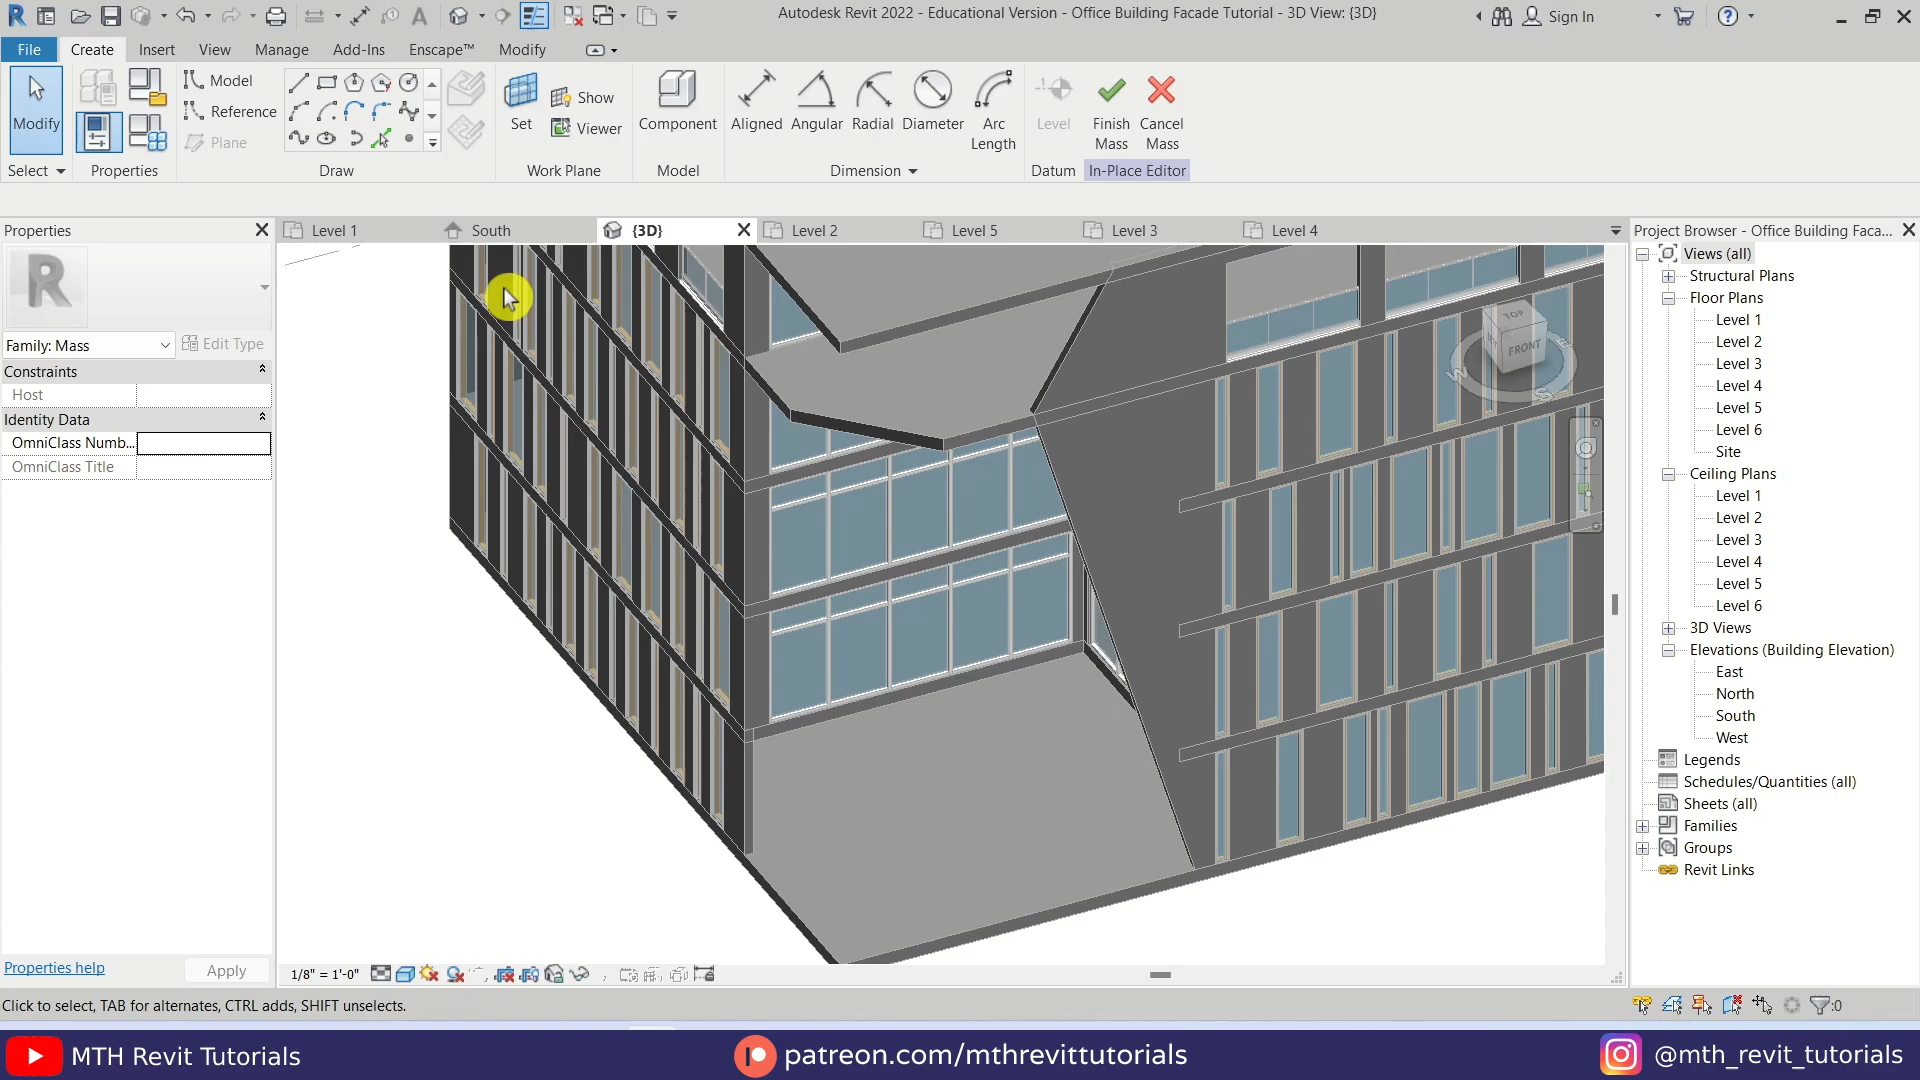 Autodesk Revit 2022 - Educational Version - Office Building Facade Tutorial - 3D View: {3D}
Sign In
File
Create
Insert
View
Manage
Add-Ins
Enscape™
Modify
Modify
Model
Reference
Plane
Set
Show
Viewer
Component
Aligned
Angular
Radial
Diameter
Arc
Length
Level
Finish
Mass
Cancel
Mass
Select
Properties
Draw
Work Plane
Model
Dimension
Datum
In-Place Editor
Properties
Level 1
South
{3D}
Level 2
Level 5
Level 3
Level 4
Project Browser - Office Building Faca...
Family: Mass
Edit Type
Constraints
Host
Identity Data
OmniClass Numb...
OmniClass Title
TOP
FRONT
W
S
E
Views (all)
Structural Plans
Floor Plans
Level 1
Level 2
Level 3
Level 4
Level 5
Level 6
Site
Ceiling Plans
Level 1
Level 2
Level 3
Level 4
Level 5
Level 6
3D Views
Elevations (Building Elevation)
East
North
South
West
Legends
Schedules/Quantities (all)
Sheets (all)
Families
Groups
Revit Links
Properties help
Apply
1/8" = 1'-0"
Click to select, TAB for alternates, CTRL adds, SHIFT unselects.
:0
MTH Revit Tutorials
patreon.com/mthrevittutorials
@mth_revit_tutorials